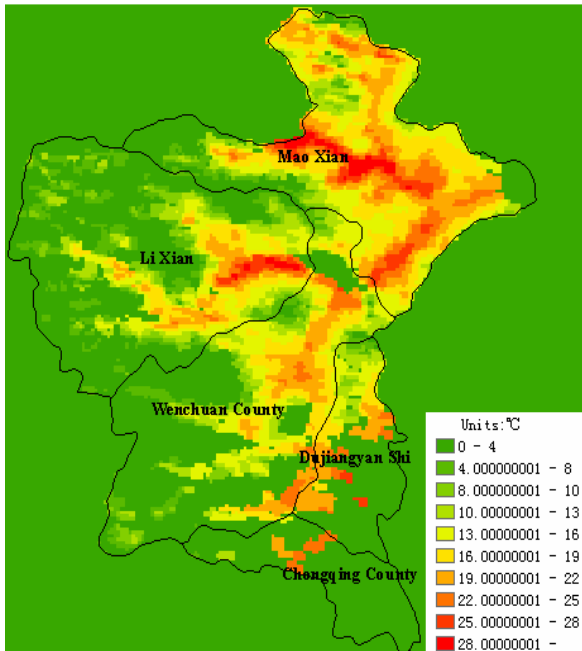 Mao Xian
Li Xian
Wenchuan County
Dujiangyan Shi
Chongqing County
Units:℃
0 - 4
4.000000001 - 8
8.00000001 - 10
10.00000001 - 13
13.00000001 - 16
16.00000001 - 19
19.00000001 - 22
22.00000001 - 25
25.00000001 - 28
28.00000001 -